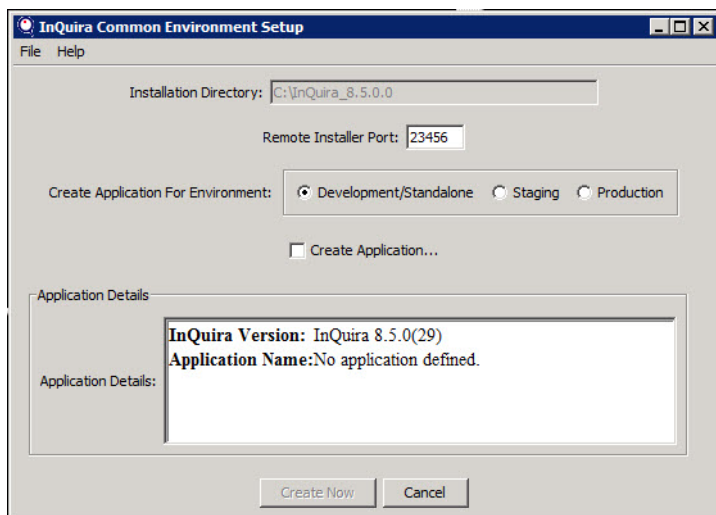 InQuira Common Environment Setup
File Help
Installation Directory: C:\InQuira_8.5.0.0
Remote Installer Port: 23456
Create Application For Environment: Development/Standalone Staging Production
Create Application...
Application Details
InQuira Version: InQuira 8.5.0(29)
Application Name:No application defined.
Application Details:
Create Now Cancel